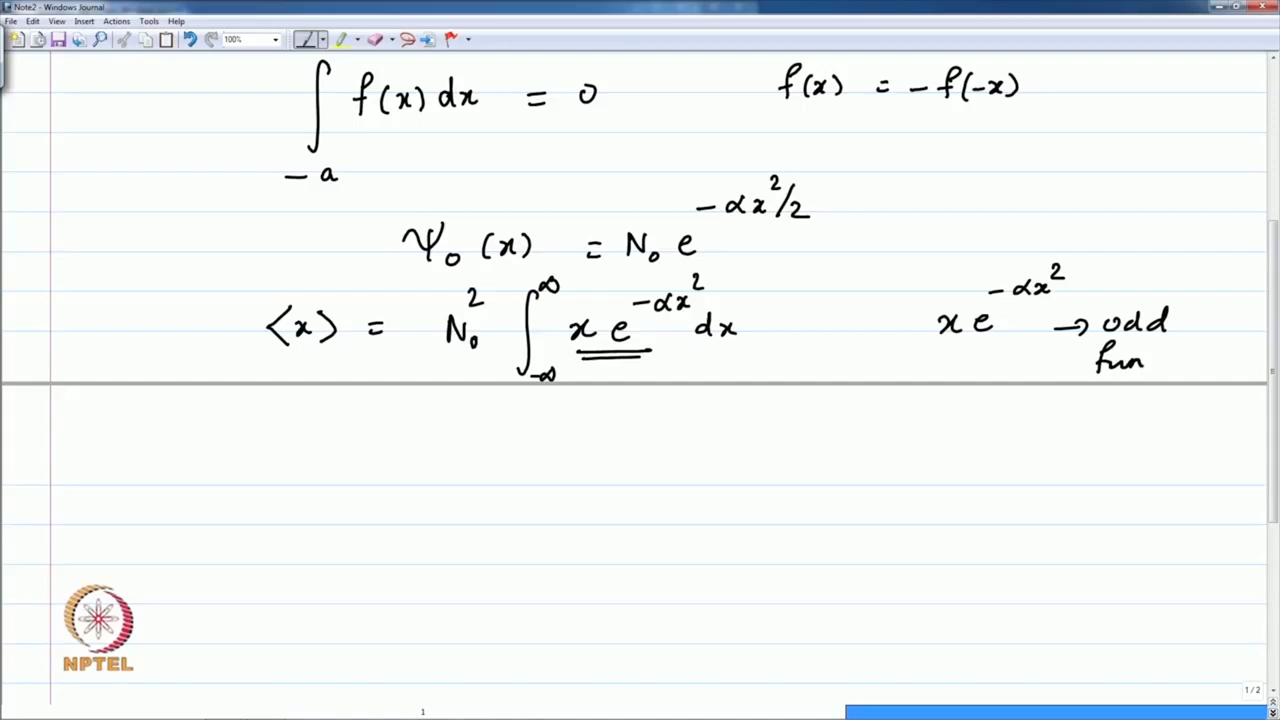 Note2 - Windows Journal
File Edit View Insert Actions Tools Help
100%
∫ f(x) dx = 0    f(x) = -f(-x)
- a
Ψ₀ (x) = N₀ e^(-αx²/2)
<x> = N₀² ∫_{-∞}^{∞} x e^(-αx²) dx    x e^(-αx²) → odd
fun
NPTEL
1/2
1